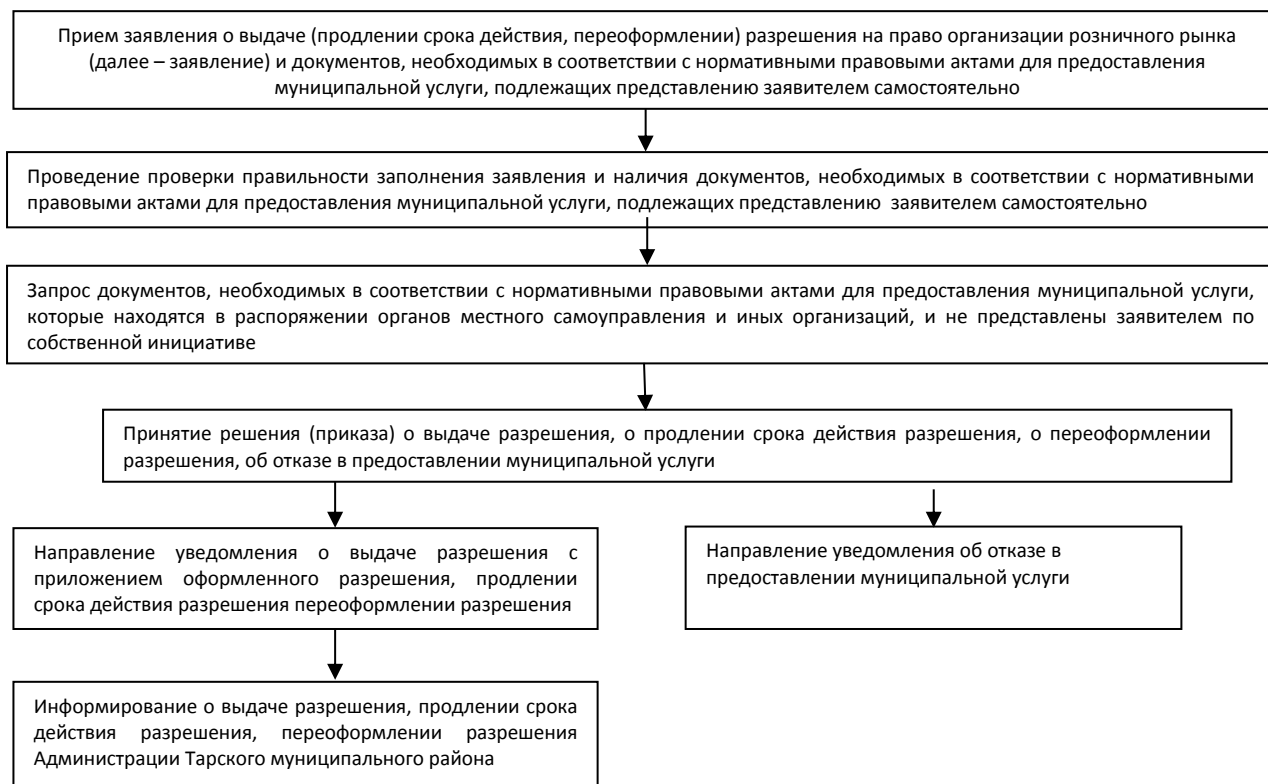 Прием заявления о выдаче (продлении срока действия, переоформлении) разрешения на право организации розничного рынка
(далее – заявление) и документов, необходимых в соответствии с нормативными правовыми актами для предоставления
муниципальной услуги, подлежащих представлению заявителем самостоятельно
Проведение проверки правильности заполнения заявления и наличия документов, необходимых в соответствии с нормативными
правовыми актами для предоставления муниципальной услуги, подлежащих представлению заявителем самостоятельно
Запрос документов, необходимых в соответствии с нормативными правовыми актами для предоставления муниципальной услуги,
которые находятся в распоряжении органов местного самоуправления и иных организаций, и не представлены заявителем по
собственной инициативе
Принятие решения (приказа) о выдаче разрешения, о продлении срока действия разрешения, о переоформлении
разрешения, об отказе в предоставлении муниципальной услуги
Направление уведомления о выдаче разрешения с
приложением оформленного разрешения, продлении
срока действия разрешения переоформлении разрешения
Направление уведомления об отказе в
предоставлении муниципальной услуги
Информирование о выдаче разрешения, продлении срока
действия разрешения, переоформлении разрешения
Администрации Тарского муниципального района